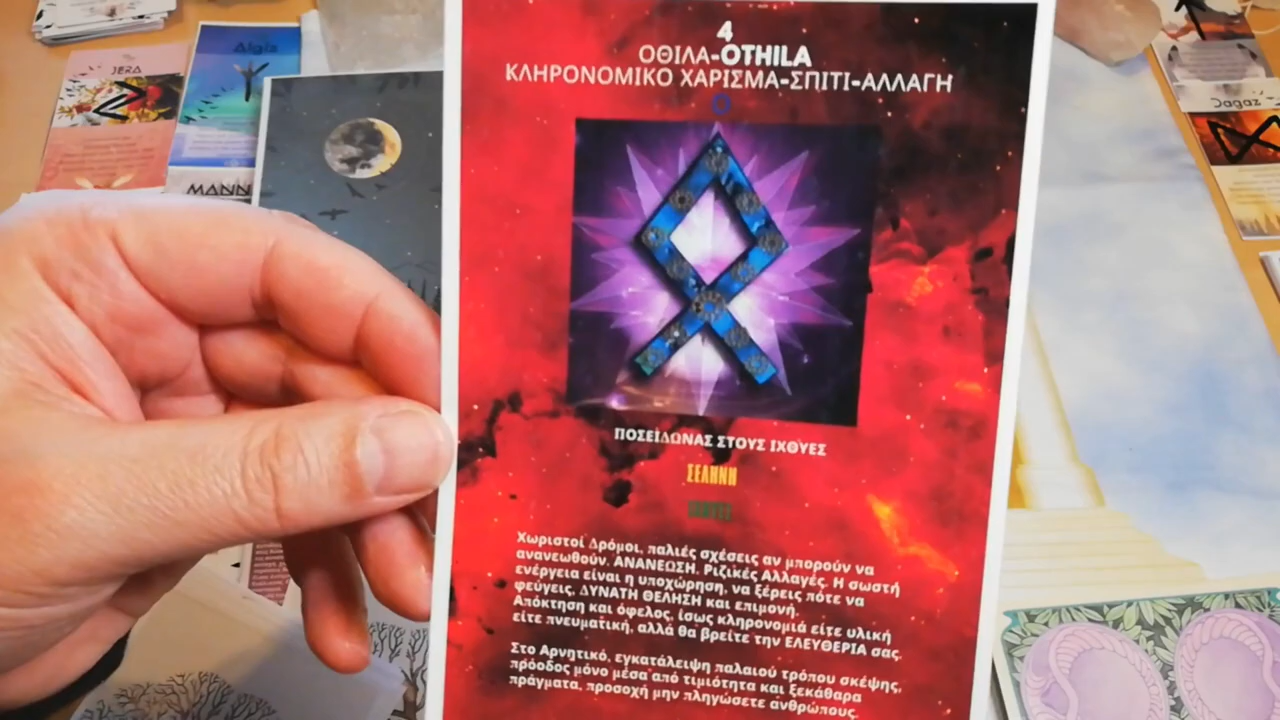 4
ΟΘΙΛΑ-OTHILA
ΚΛΗΡΟΝΟΜΙΚΟ ΧΑΡΙΣΜΑ-ΣΠΙΤΙ-ΑΛΛΑΓΗ
Ο
ΠΟΣΕΙΔΩΝΑΣ ΣΤΟΥΣ ΙΧΘΥΕΣ
ΣΕΛΗΝΗ
Χωριστοί Δρόμοι, παλιές σχέσεις αν μπορούν να
ανανεωθούν. ΑΝΑΝΕΩΣΗ. Ριζικές Αλλαγές. Η σωστή
ενέργεια είναι η υποχώρηση, να ξέρεις πότε να
φεύγεις, ΔΥΝΑΤΗ ΘΕΛΗΣΗ και επιμονή.
Απόκτηση και όφελος, ίσως κληρονομιά είτε υλική
είτε πνευματική, αλλά θα βρείτε την ΕΛΕΥΘΕΡΙΑ σας.
Στο Αρνητικό, εγκατάλειψη παλαιού τρόπου σκέψης,
πρόοδος μόνο μέσα από τιμιότητα και ξεκάθαρα
πράγματα, προσοχή μην πληγώσετε ανθρώπους.
JERA
Algiz
MANN
Dagaz